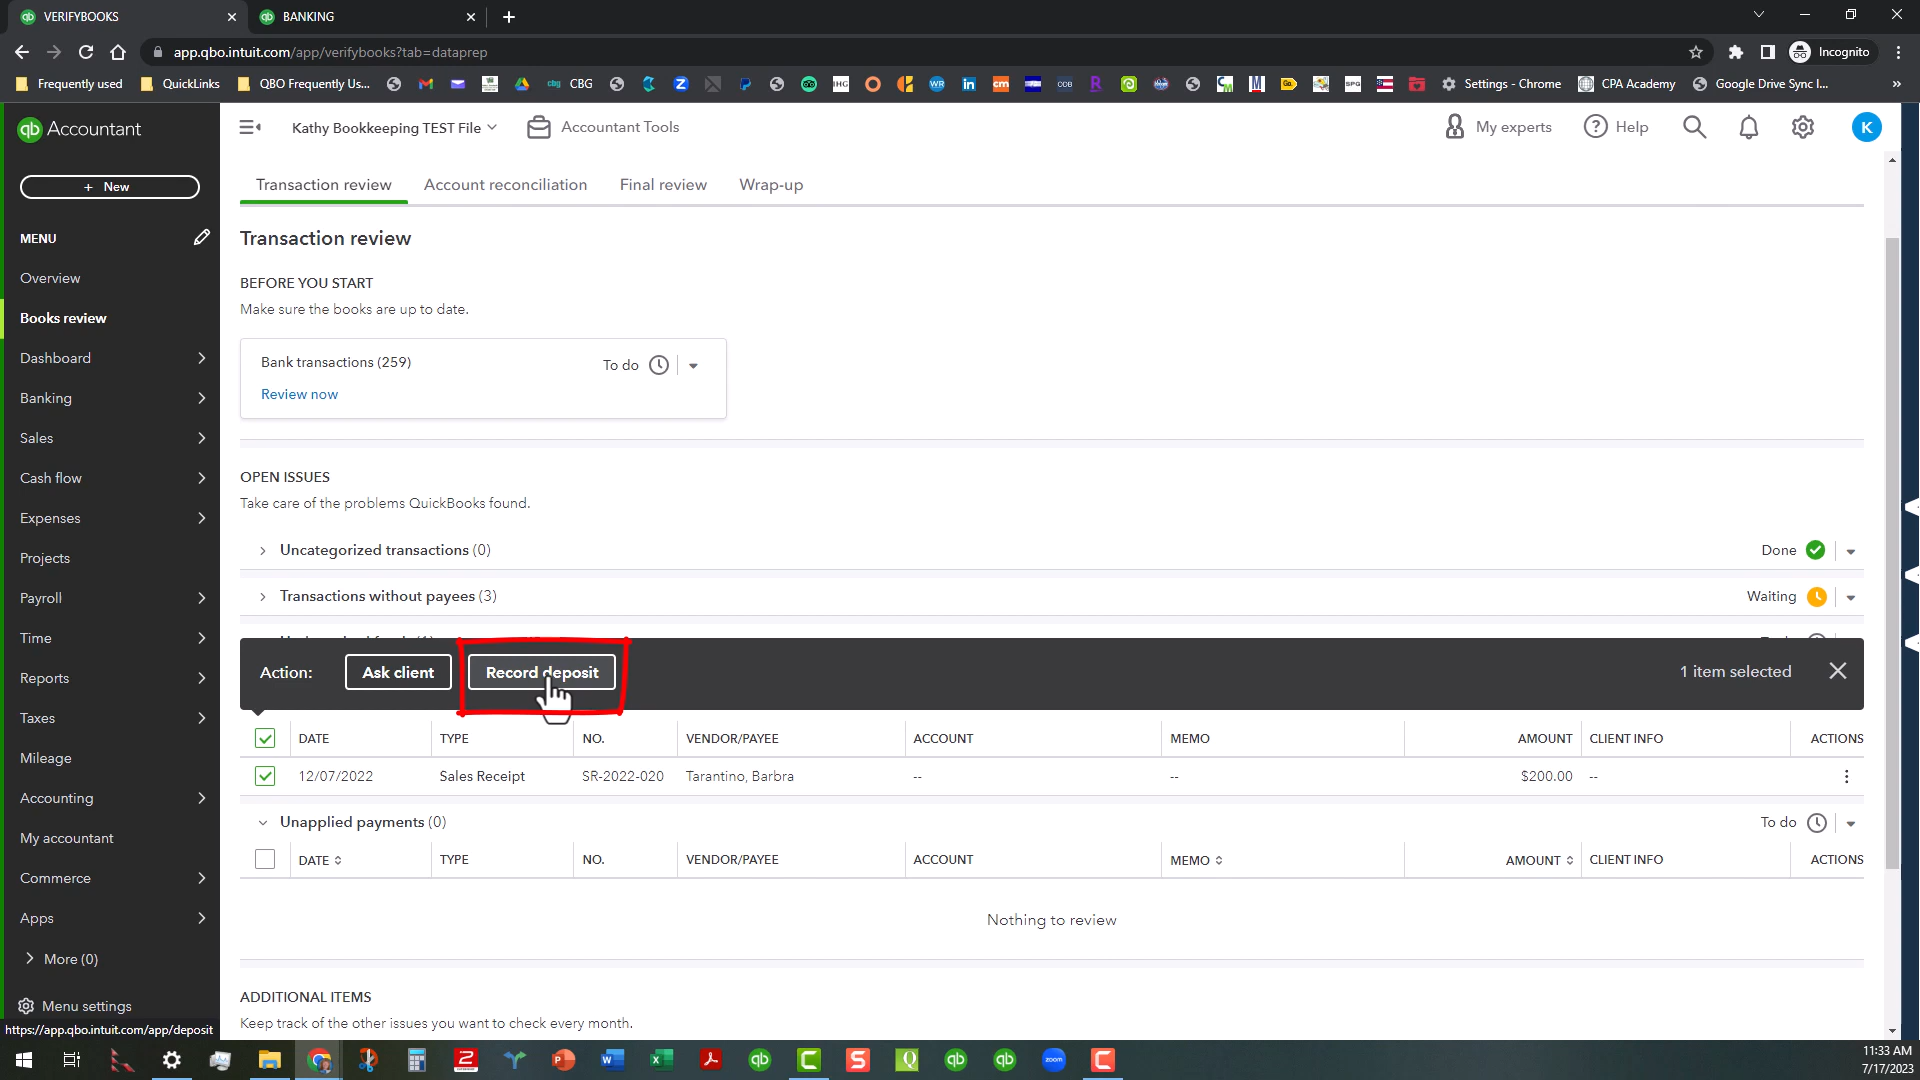 VERIFYBOOKS
BANKING
app.qbo.intuit.com/app/verifybooks?tab=dataprep
Incognito
Frequently used
QuickLinks
QBO Frequently Us...
CBG
Settings - Chrome
CPA Academy
Google Drive Sync I...
qb Accountant
Kathy Bookkeeping TEST File
Accountant Tools
My experts
Help
K
+ New
MENU
Overview
Books review
Dashboard
Banking
Sales
Cash flow
Expenses
Projects
Payroll
Time
Reports
Taxes
Mileage
Accounting
My accountant
Commerce
Apps
More (0)
Menu settings
https://app.qbo.intuit.com/app/deposit
Transaction review
Account reconciliation
Final review
Wrap-up
Transaction review
BEFORE YOU START
Make sure the books are up to date.
Bank transactions (259)
To do
Review now
OPEN ISSUES
Take care of the problems QuickBooks found.
Uncategorized transactions (0)
Done
Transactions without payees (3)
Waiting
Action:
Ask client
Record deposit
1 item selected
DATE TYPE NO. VENDOR/PAYEE ACCOUNT MEMO AMOUNT CLIENT INFO ACTIONS
12/07/2022 Sales Receipt SR-2022-020 Tarantino, Barbra -- -- $200.00 --
Unapplied payments (0)
To do
DATE TYPE NO. VENDOR/PAYEE ACCOUNT MEMO AMOUNT CLIENT INFO ACTIONS
Nothing to review
ADDITIONAL ITEMS
Keep track of the other issues you want to check every month.
11:33 AM
7/17/2023